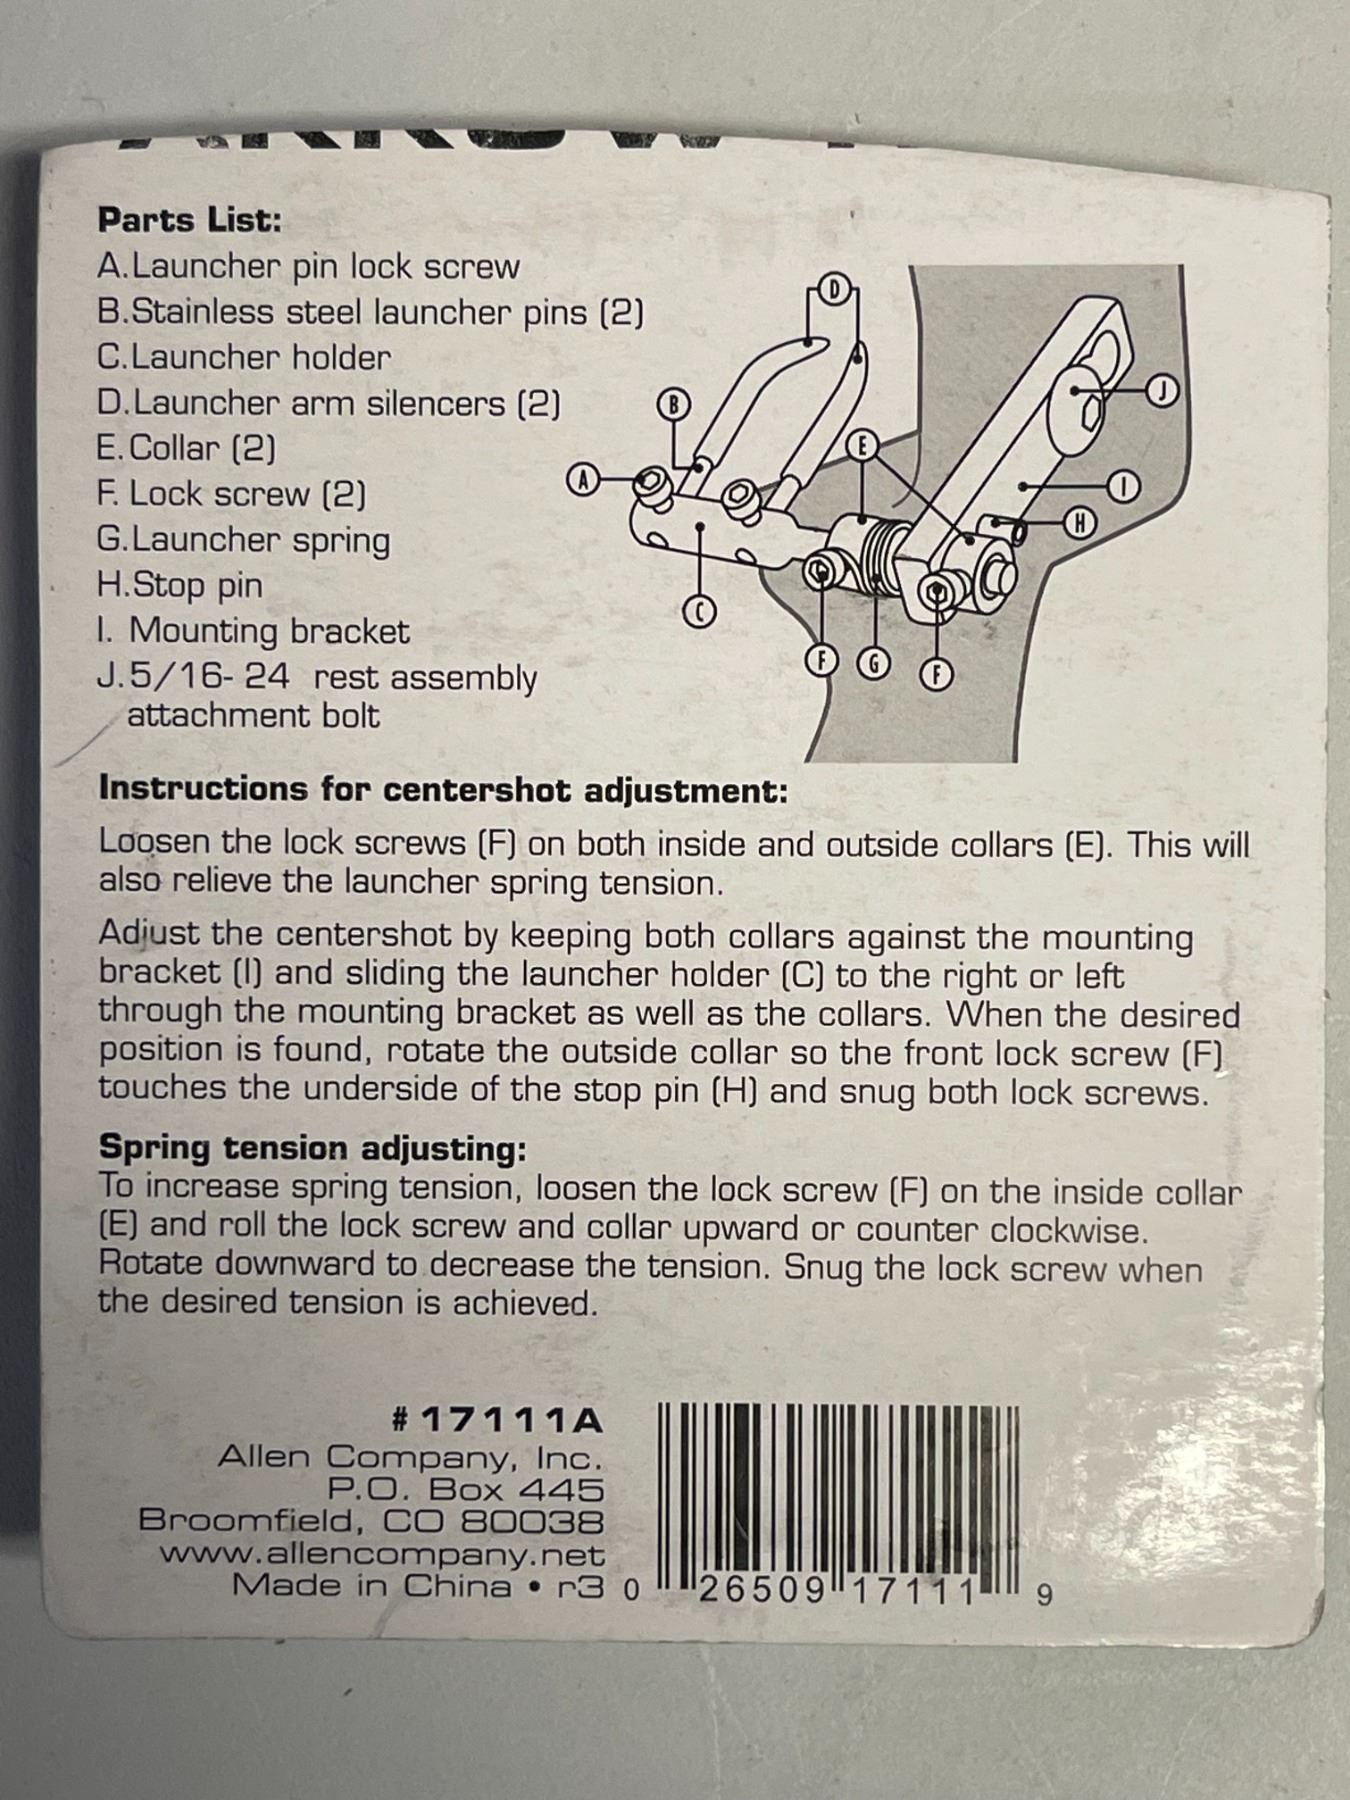 Parts List:
A.Launcher pin lock screw
B.Stainless steel launcher pins (2)
C.Launcher holder
D.Launcher arm silencers (2)
E.Collar (2)
F. Lock screw (2)
G.Launcher spring
H.Stop pin
I. Mounting bracket
J.5/16- 24 rest assembly
attachment bolt
D
B
J
E
A
I
H
C
F
G
F
Instructions for centershot adjustment:
Loosen the lock screws (F) on both inside and outside collars (E). This will
also relieve the launcher spring tension.
Adjust the centershot by keeping both collars against the mounting
bracket (I) and sliding the launcher holder (C) to the right or left
through the mounting bracket as well as the collars. When the desired
position is found, rotate the outside collar so the front lock screw (F)
touches the underside of the stop pin (H) and snug both lock screws.
Spring tension adjusting:
To increase spring tension, loosen the lock screw (F) on the inside collar
(E) and roll the lock screw and collar upward or counter clockwise.
Rotate downward to decrease the tension. Snug the lock screw when
the desired tension is achieved.
#17111A
Allen Company, Inc.
P.O. Box 445
Broomfield, CO 80038
www.allencompany.net
Made in China • r3
0 26509 17111 9